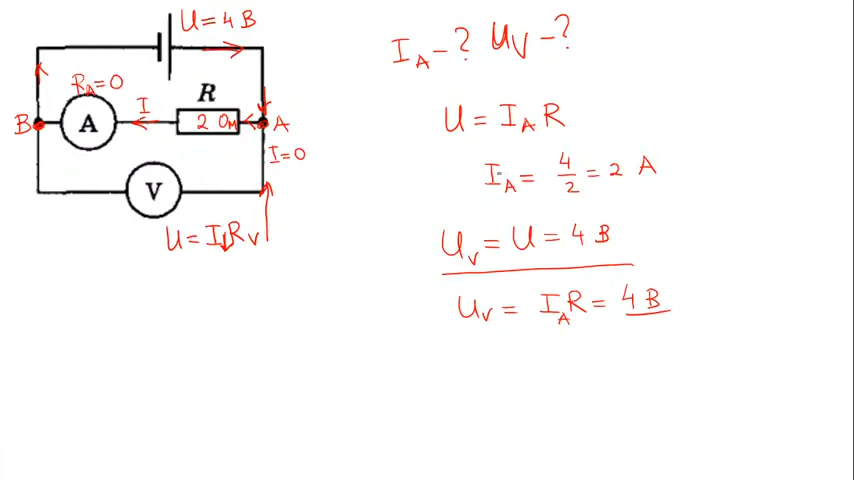 U = 4 В
R_A = 0
I
R
2 Ом
B
A
A
I = 0
V
U = I_V R_V
I_A - ? U_V - ?
U = I_A R
I_A = 4/2 = 2 A
U_V = U = 4 В
U_V = I_A R = 4 В